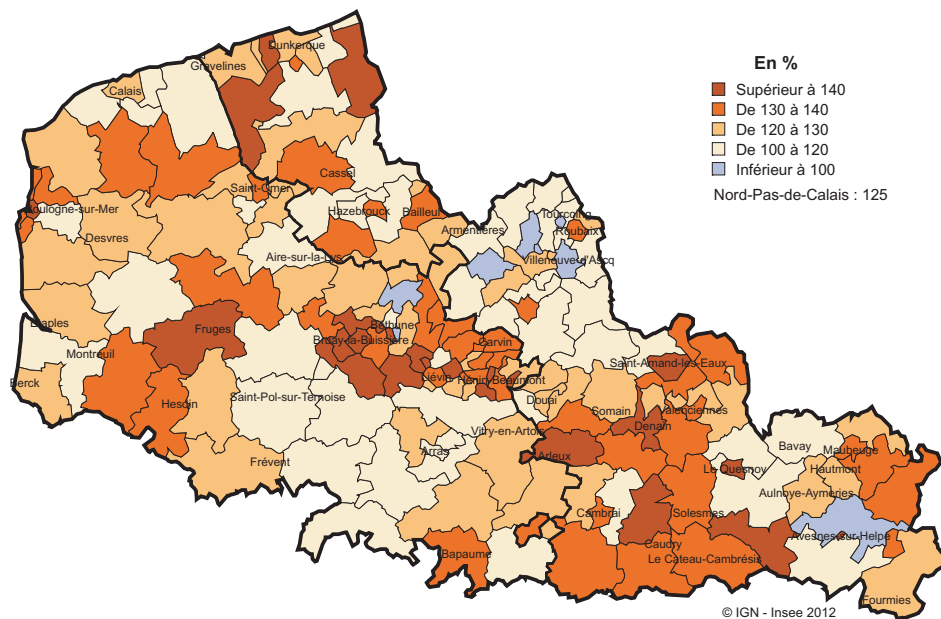 Dunkerque
Gravelines
Calais
En %
Supérieur à 140
De 130 à 140
De 120 à 130
De 100 à 120
Inférieur à 100
Nord-Pas-de-Calais : 125
Cassel
Saint-Omer
Boulogne-sur-Mer
Hazebrouck
Bailleul
Tourcoing
Roubaix
Armentières
Desvres
Aire-sur-la-Lys
Villeneuve-d'Ascq
Etaples
Fruges
Béthune
Bruay-la-Buissière
Carvin
Montreuil
Saint-Amand-les-Eaux
Berck
Liévin
Hénin-Beaumont
Hesdin
Saint-Pol-sur-Ternoise
Douai
Somain
Valenciennes
Denain
Vitry-en-Artois
Bavay
Maubeuge
Frévent
Arras
Arleux
Le Quesnoy
Hautmont
Aulnoye-Aymeries
Cambrai
Solesmes
Avesnes-sur-Helpe
Bapaume
Caudry
Le Cateau-Cambrésis
Fourmies
© IGN - Insee 2012